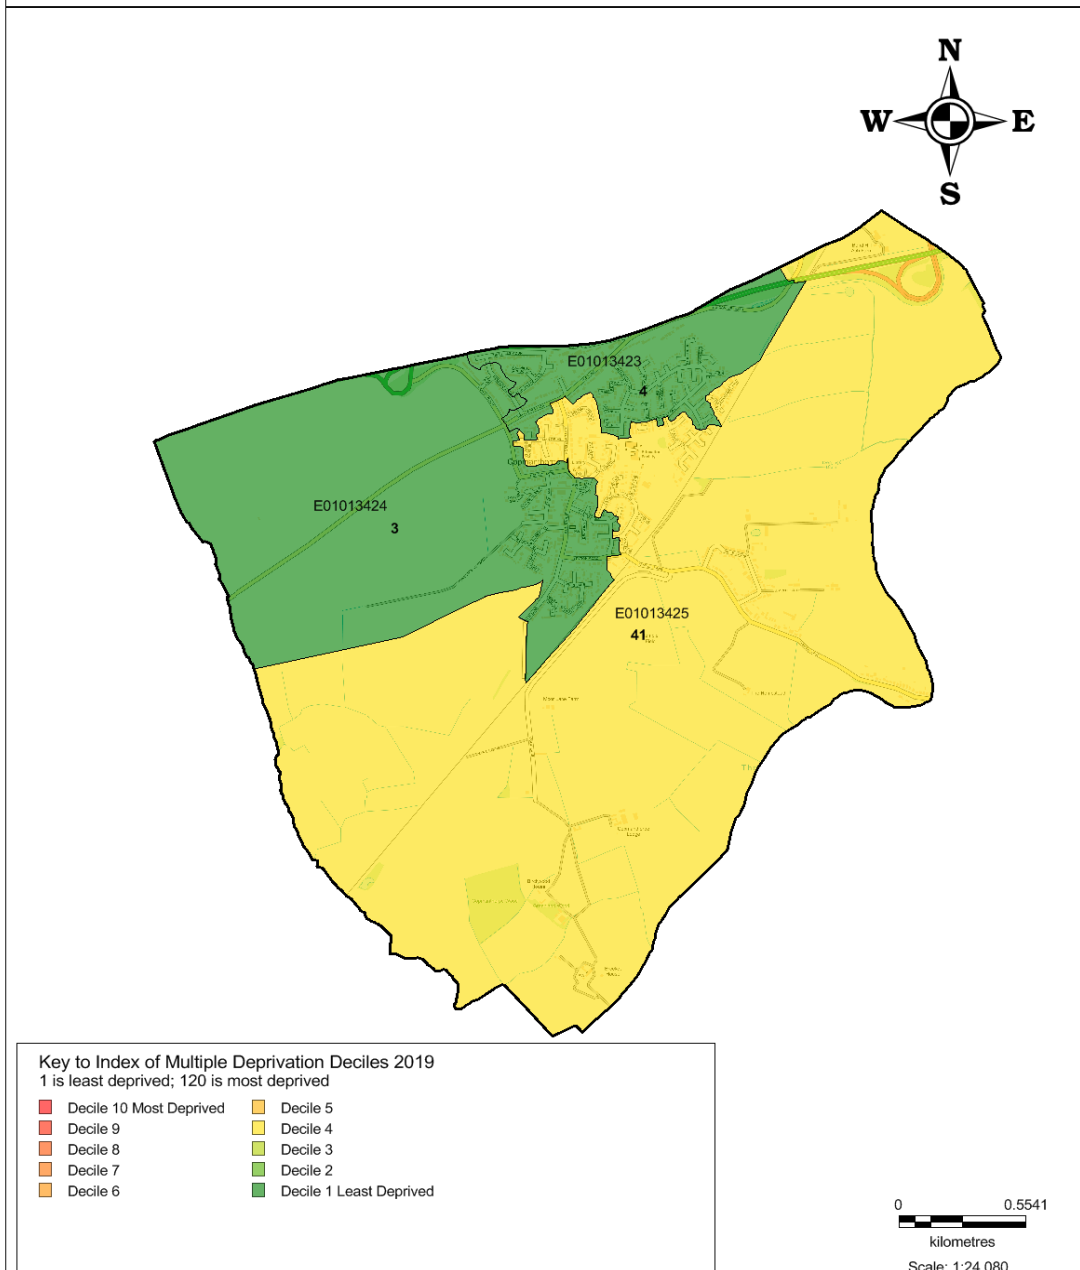 N
W E
S
E01013423
4
E01013424
3
E01013425
41
Key to Index of Multiple Deprivation Deciles 2019
1 is least deprived; 120 is most deprived
Decile 10 Most Deprived
Decile 9
Decile 8
Decile 7
Decile 6
Decile 5
Decile 4
Decile 3
Decile 2
Decile 1 Least Deprived
0 0.5541
kilometres
Scale: 1:24,080